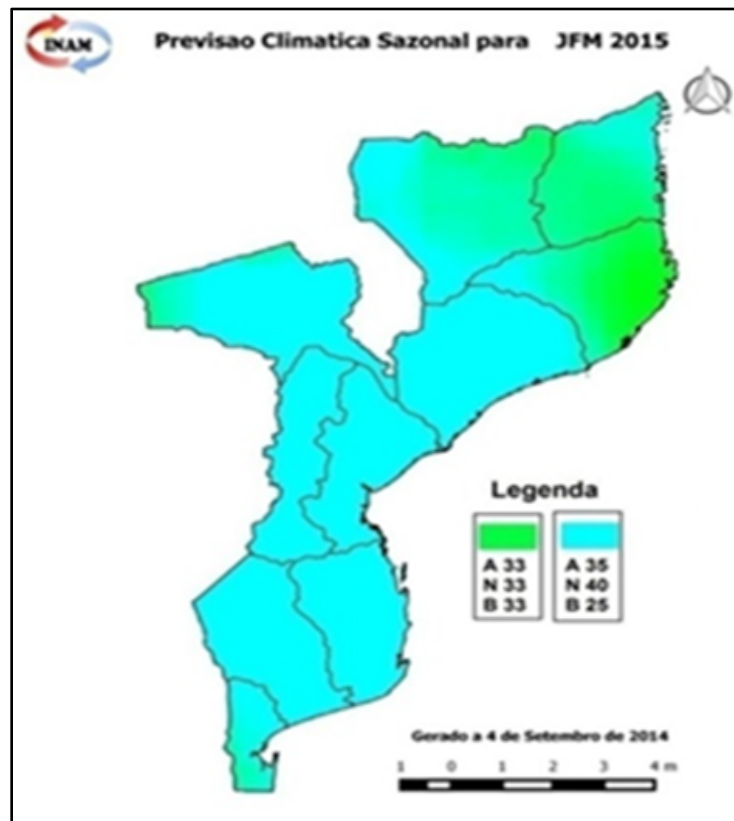 INAM
Previsao Climatica Sazonal para JFM 2015
Legenda
A 33
N 33
B 33
A 35
N 40
B 25
Gerado a 4 de Setembro de 2014
1 0 1 2 3 4 m